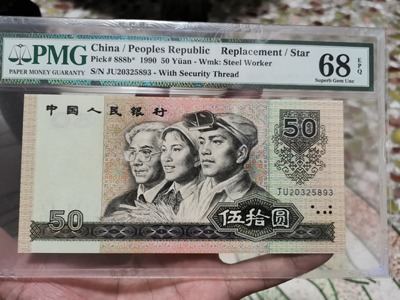 PMG
PAPER MONEY GUARANTY
China / Peoples Republic Replacement / Star
Pick# 888b* 1990 50 Yüan - Wmk: Steel Worker
S/N JU20325893 - With Security Thread
68 EPQ
Superb Gem Unc
中国人民银行
50
JU20325893
50
伍拾圆